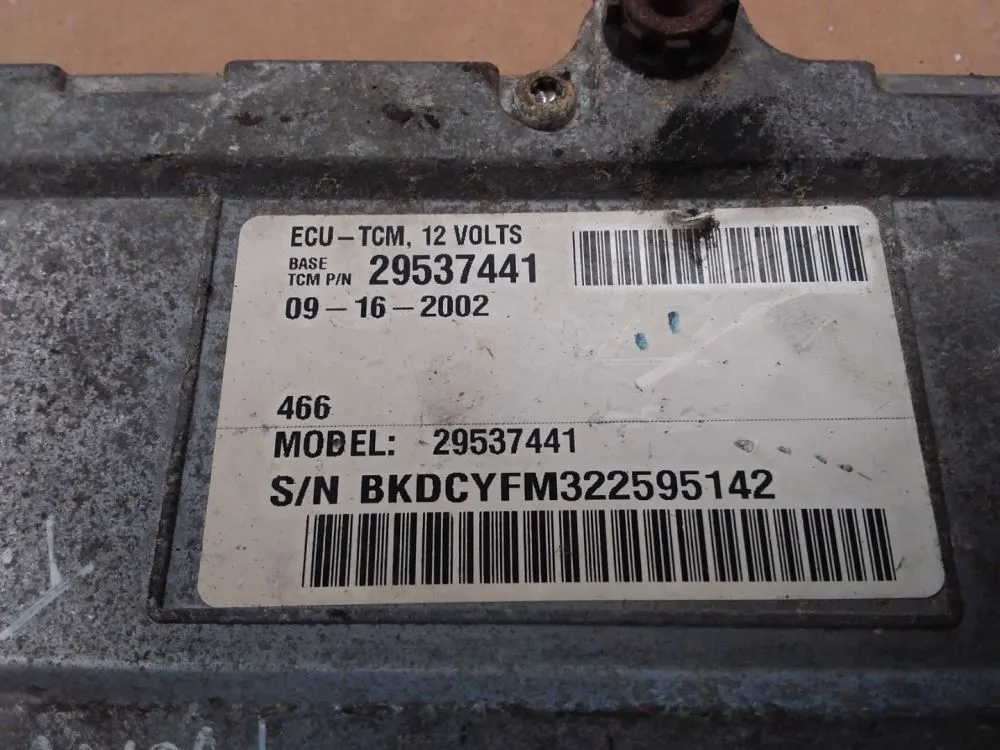 ECU – TCM, 12 VOLTS
BASE
TCM P/N 29537441
09 – 16 – 2002
466
MODEL: 29537441
S/N BKDCYFM322595142